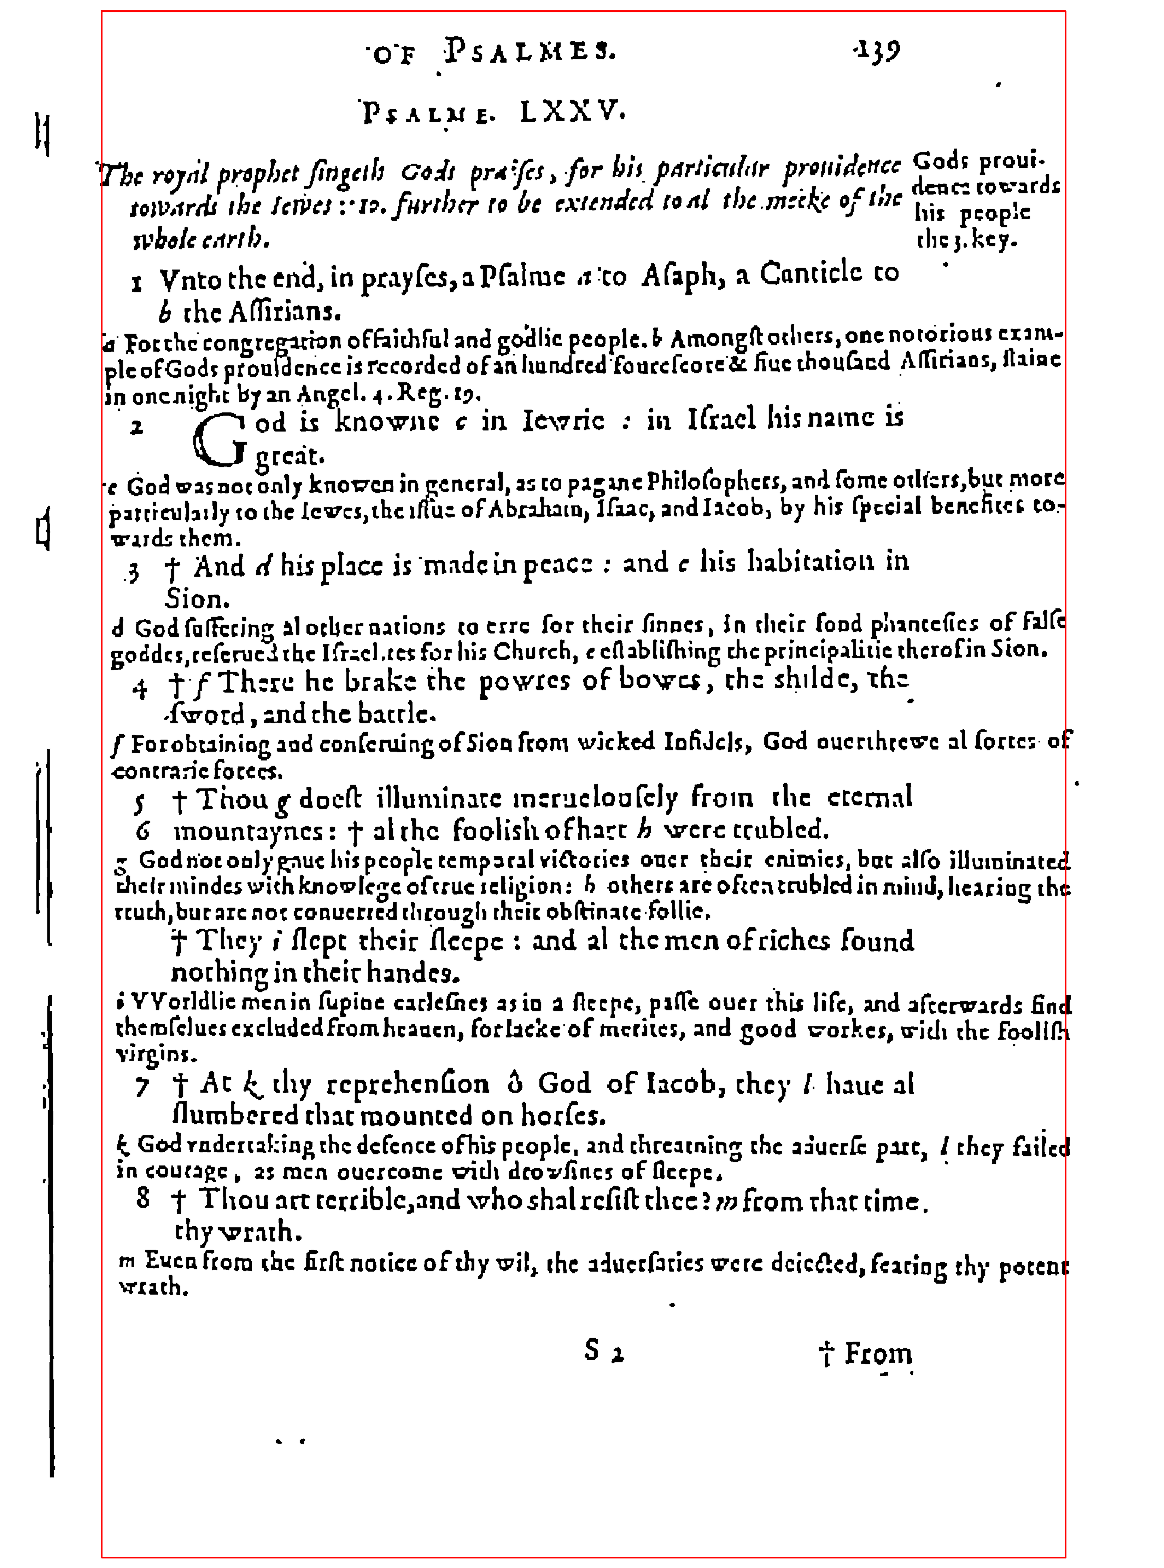 OF PSALMES. 139
PSALME. LXXV.
The royal prophet ſingeth Gods praiſes, for his particular prouidence
towards the Iewes: 10. further to be extended to al the meeke of the
whole earth.
Gods proui-
dence towards
his people
the 3. key.
1 Vnto the end, in prayſes, a Pſalme a to Aſaph, a Canticle to
b the Aſſirians.
a For the congregation of faithful and godlie people. b Amongſt others, one notorious exam-
ple of Gods prouidence is recorded of an hundred foureſcore & fiue thouſand Aſſirians, ſlaine
in one night by an Angel. 4. Reg. 19.
2 God is knowne c in Iewrie : in Iſrael his name is
great.
c God was not only knowen in general, as to pagane Philoſophers, and ſome others, but more
particularly to the Iewes, the iſſue of Abraham, Iſaac, and Iacob, by his ſpecial benefites to-
wards them.
3 † And d his place is made in peace : and e his habitation in
Sion.
d God ſuffering al other nations to erre for their ſinnes, in their fond phanteſies of falſe
goddes, reſerued the Iſraelites for his Church, e eſtabliſhing the principalitie therof in Sion.
4 † f There he brake the powres of bowes, the shilde, the
ſword, and the battle.
f For obtaining and conſeruing of Sion from wicked Infidels, God ouerthrewe al ſortes of
contrarie forces.
5 † Thou g doeſt illuminate meruelouſely from the eternal
6 mountaynes: † al the foolish of hart h were trubled.
g God not only gaue his people temporal victories ouer their enimies, but alſo illuminated
their mindes with knowlege of true religion: h others are often trubled in mind, hearing the
truth, but are not conuerted through their obſtinate follie.
† They i ſlept their ſleepe : and al the men of riches found
nothing in their handes.
i VVorldlie men in ſupine careleſnes as in a ſleepe, paſſe ouer this life, and afterwards find
themſelues excluded from heauen, for lacke of merites, and good workes, with the fooliſh
virgins.
7 † At k thy reprehenſion ô God of Iacob, they l haue al
ſlumbered that mounted on horſes.
k God vndertaking the defence of his people, and threatning the aduerſe part, l they failed
in courage, as men ouercome with drowſines of ſleepe.
8 † Thou art terrible, and who shal reſiſt thee? m from that time
thy wrath.
m Euen from the firſt notice of thy wil, the aduerſaries were deiected, fearing thy potent
wrath.
S 2 † From